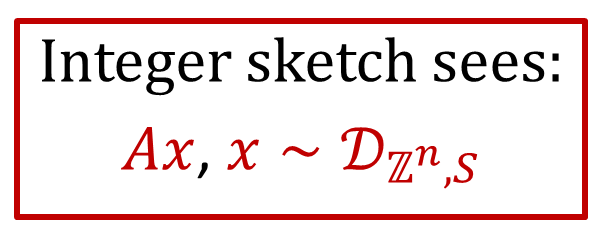 Integer sketch sees:
Ax, x ~ 𝒟_{ℤ^n,S}